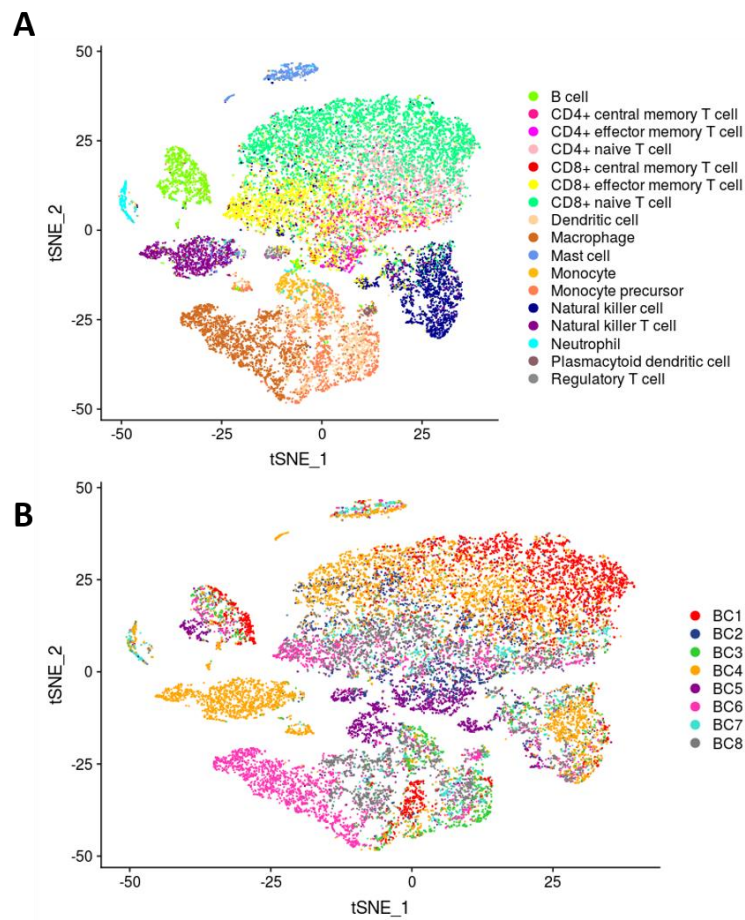 A
50
25
0
-25
-50
tSNE_2
-50
-25
0
25
tSNE_1
B cell
CD4+ central memory T cell
CD4+ effector memory T cell
CD4+ naive T cell
CD8+ central memory T cell
CD8+ effector memory T cell
CD8+ naive T cell
Dendritic cell
Macrophage
Mast cell
Monocyte
Monocyte precursor
Natural killer cell
Natural killer T cell
Neutrophil
Plasmacytoid dendritic cell
Regulatory T cell
B
50
25
0
-25
-50
tSNE_2
-50
-25
0
25
tSNE_1
BC1
BC2
BC3
BC4
BC5
BC6
BC7
BC8